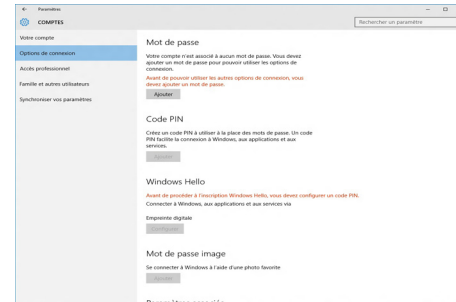 Paramètres
COMPTES
Rechercher un paramètre
Votre compte
Options de connexion
Accès professionnel
Famille et autres utilisateurs
Synchroniser vos paramètres
Mot de passe
Votre compte n'est associé à aucun mot de passe. Vous devez
ajouter un mot de passe pour pouvoir utiliser les options de
connexion.
Avant de pouvoir utiliser les autres options de connexion, vous
devez ajouter un mot de passe.
Ajouter
Code PIN
Créez un code PIN à utiliser à la place des mots de passe. Un code
PIN facilite la connexion à Windows, aux applications et aux
services.
Ajouter
Windows Hello
Avant de procéder à l'inscription Windows Hello, vous devez configurer un code PIN.
Connecter à Windows, aux applications et aux services via
Empreinte digitale
Configurer
Mot de passe image
Se connecter à Windows à l'aide d'une photo favorite
Ajouter